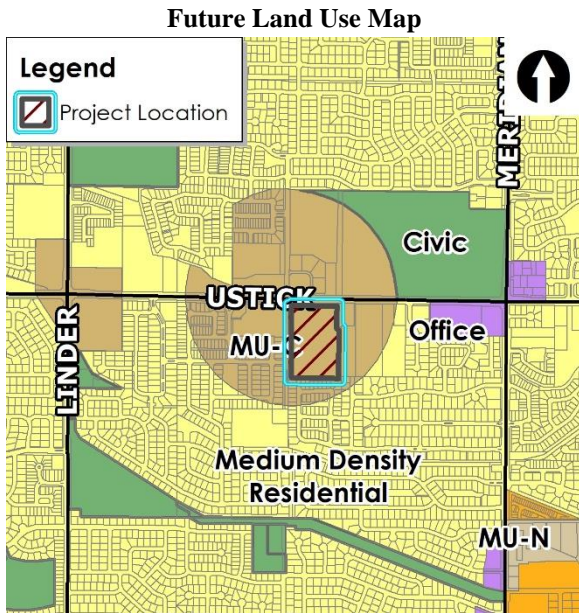 Future Land Use Map
Legend
Project Location
MERIDIAN
Civic
USTICK
LINDER
MU-C
Office
Medium Density
Residential
MU-N